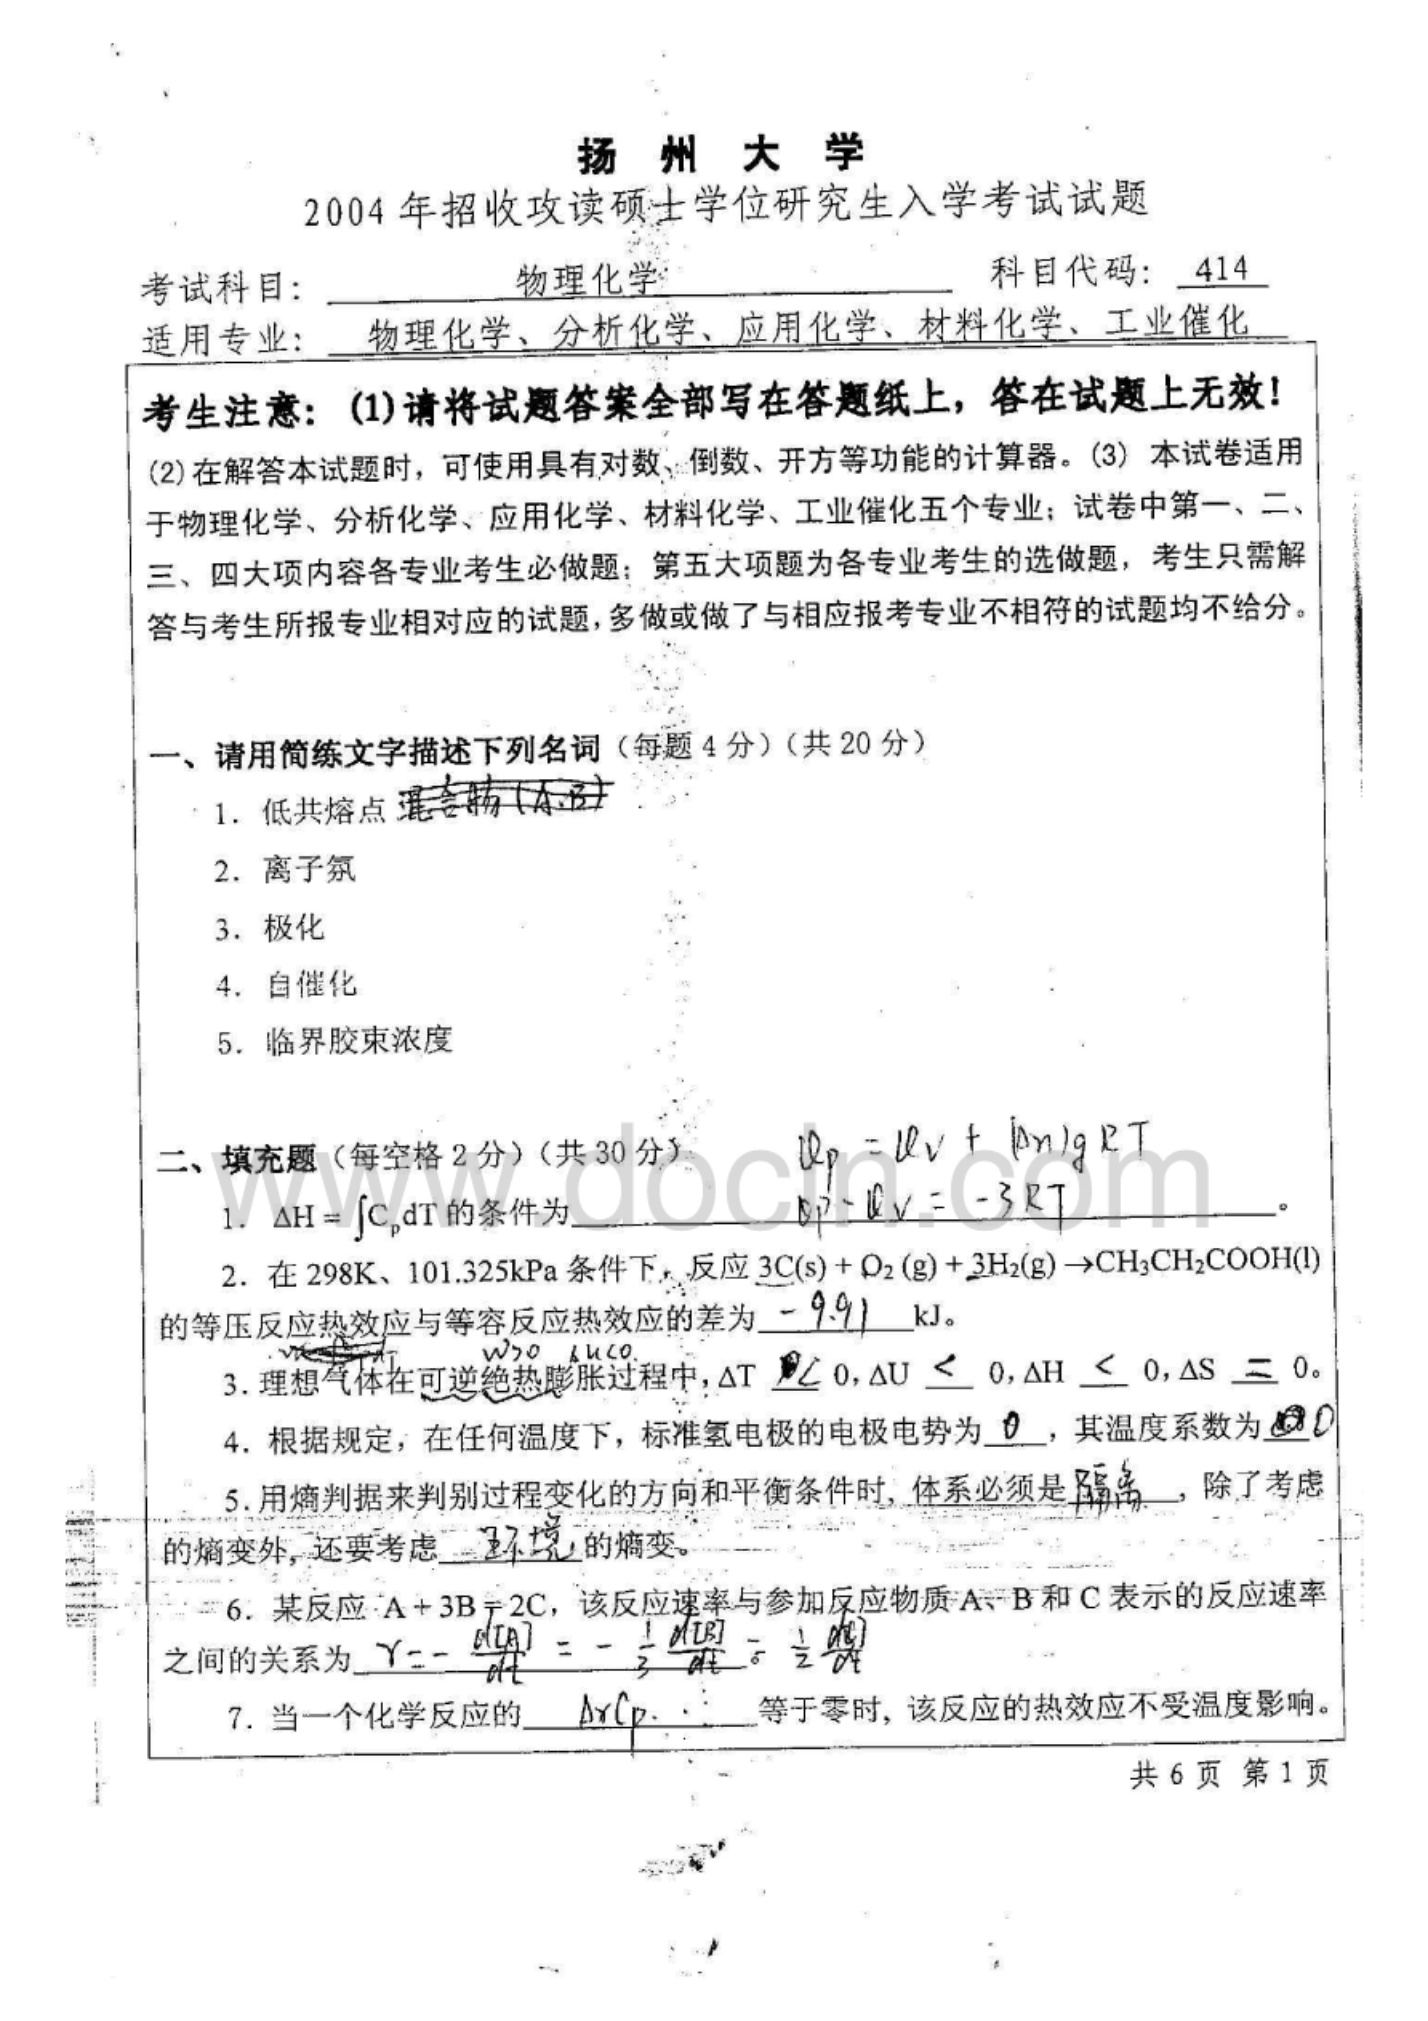 扬 州 大 学
2004 年招收攻读硕士学位研究生入学考试试题
考试科目: 物理化学 科目代码: 414
适用专业: 物理化学、分析化学、应用化学、材料化学、工业催化
考生注意: (1)请将试题答案全部写在答题纸上，答在试题上无效!
(2)在解答本试题时，可使用具有对数、倒数、开方等功能的计算器。(3) 本试卷适用
于物理化学、分析化学、应用化学、材料化学、工业催化五个专业；试卷中第一、二、
三、四大项内容各专业考生必做题；第五大项题为各专业考生的选做题，考生只需解
答与考生所报专业相对应的试题，多做或做了与相应报考专业不相符的试题均不给分。
一、请用简练文字描述下列名词（每题 4 分）（共 20 分）
1. 低共熔点 混合物(A.B)
2. 离子氛
3. 极化
4. 自催化
5. 临界胶束浓度
二、填充题（每空格 2 分）（共 30 分） Qp = Qv + (Δn)gRT
1. ΔH = ∫CpdT 的条件为 Qp - Qv = -3RT 。
www.docin.com
2. 在 298K、101.325kPa 条件下，反应 3C(s) + O2 (g) + 3H2(g) →CH3CH2COOH(l)
的等压反应热效应与等容反应热效应的差为 -9.91 kJ。
W>0 ΔU<0.
3. 理想气体在可逆绝热膨胀过程中，ΔT < 0, ΔU < 0, ΔH < 0, ΔS = 0。
4. 根据规定，在任何温度下，标准氢电极的电极电势为 0 ，其温度系数为 0
5. 用熵判据来判别过程变化的方向和平衡条件时，体系必须是 隔离 ，除了考虑
的熵变外，还要考虑 环境 的熵变。
6. 某反应 A + 3B = 2C，该反应速率与参加反应物质 A、B 和 C 表示的反应速率
之间的关系为 r = - d[A]/dt = - 1/3 d[B]/dt = 1/2 d[C]/dt 。
7. 当一个化学反应的 ΔrCp. 等于零时，该反应的热效应不受温度影响。
共 6 页 第 1 页